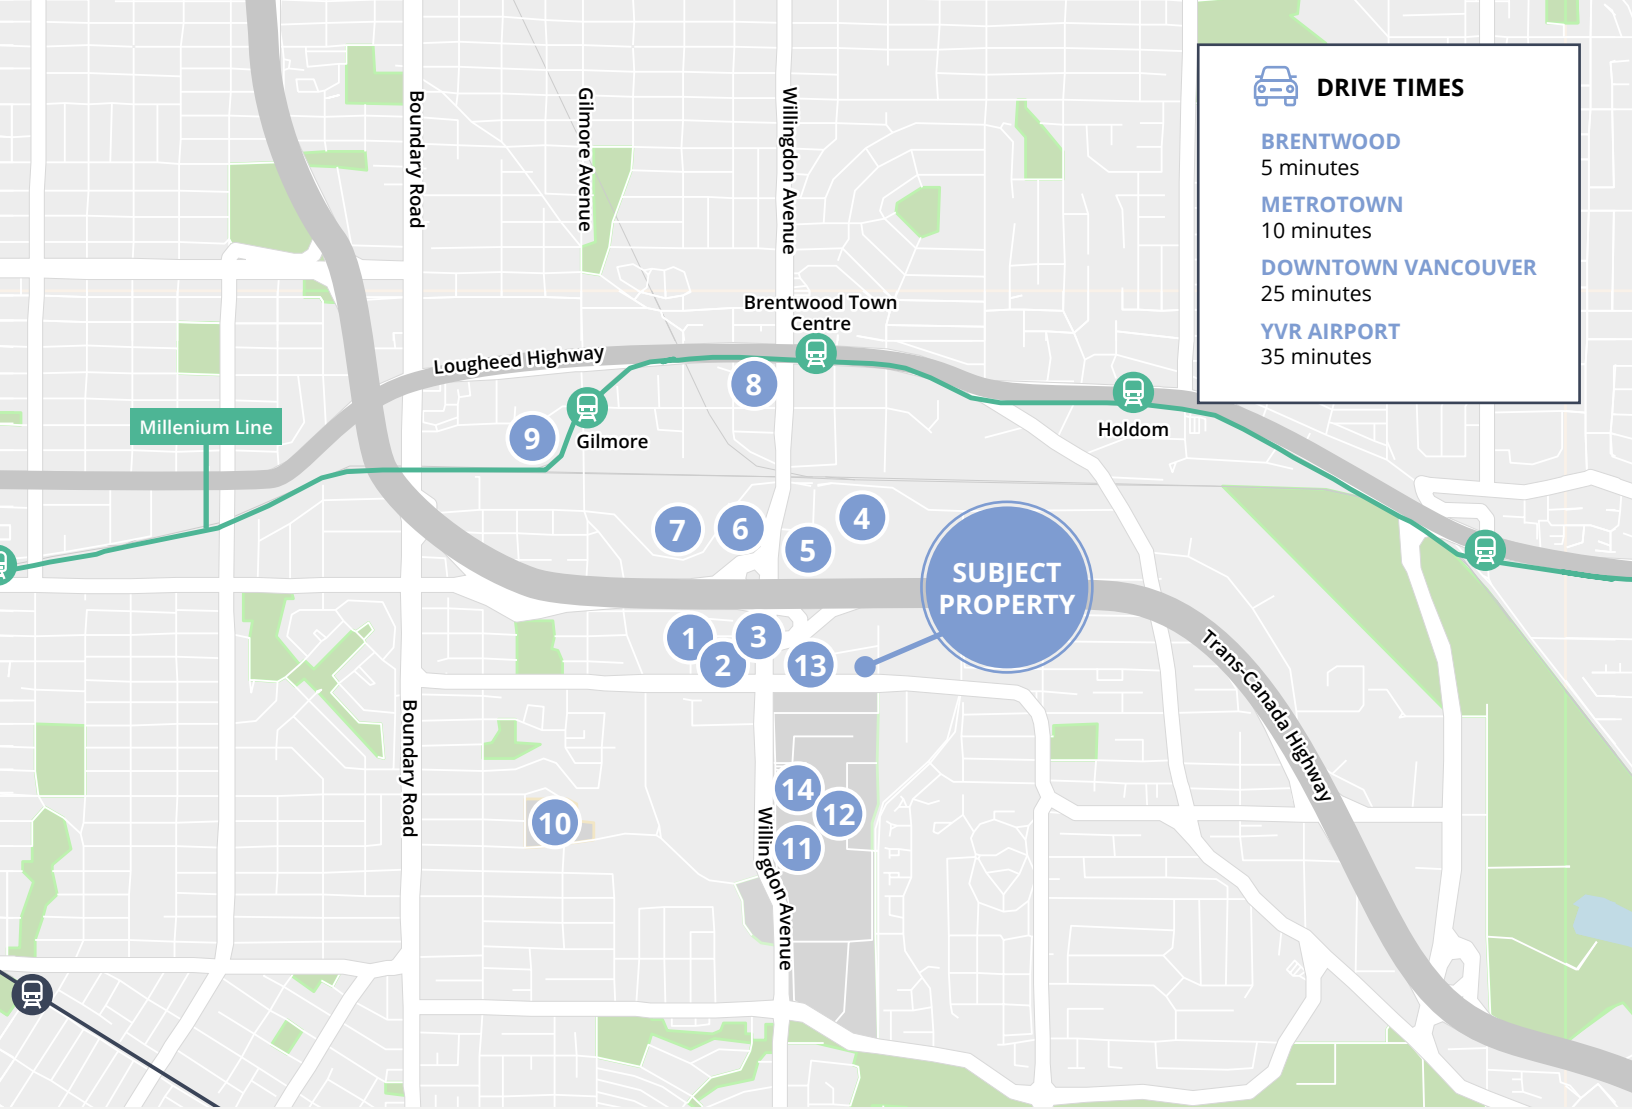 DRIVE TIMES
BRENTWOOD
5 minutes
METROTOWN
10 minutes
DOWNTOWN VANCOUVER
25 minutes
YVR AIRPORT
35 minutes
Boundary Road
Gilmore Avenue
Willingdon Avenue
Brentwood Town
Centre
Lougheed Highway
8
Millenium Line
9
Gilmore
Holdom
7
6
5
4
SUBJECT
PROPERTY
1
2
3
13
Trans-Canada Highway
Boundary Road
10
14
12
11
Willingdon Avenue